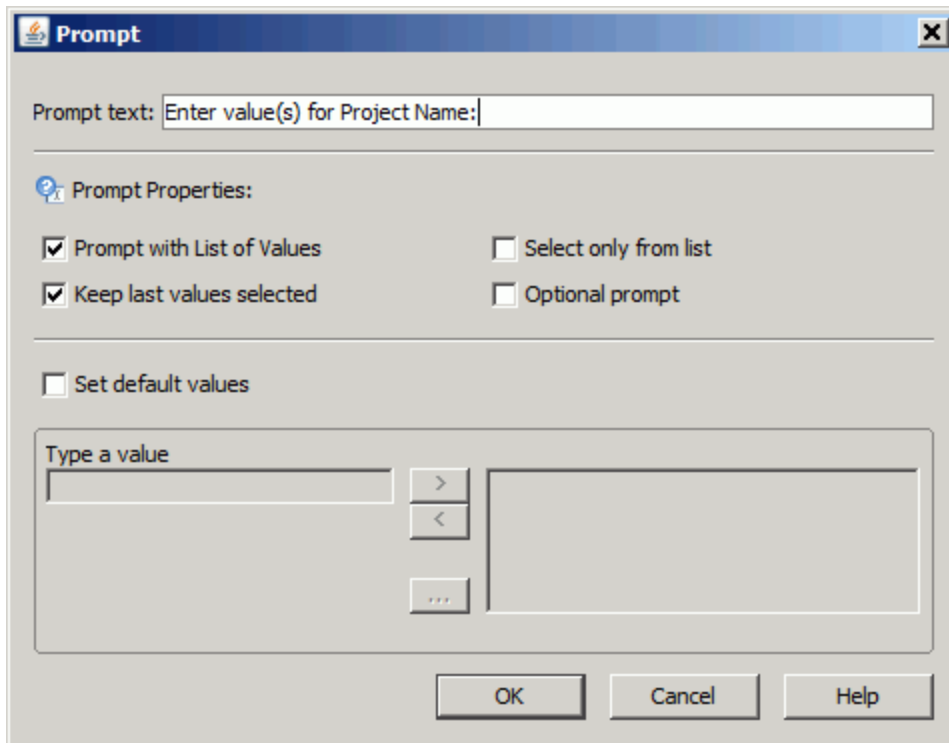 Prompt
Prompt text: Enter value(s) for Project Name:
Prompt Properties:
Prompt with List of Values Select only from list
Keep last values selected Optional prompt
Set default values
Type a value
>
<
...
OK Cancel Help